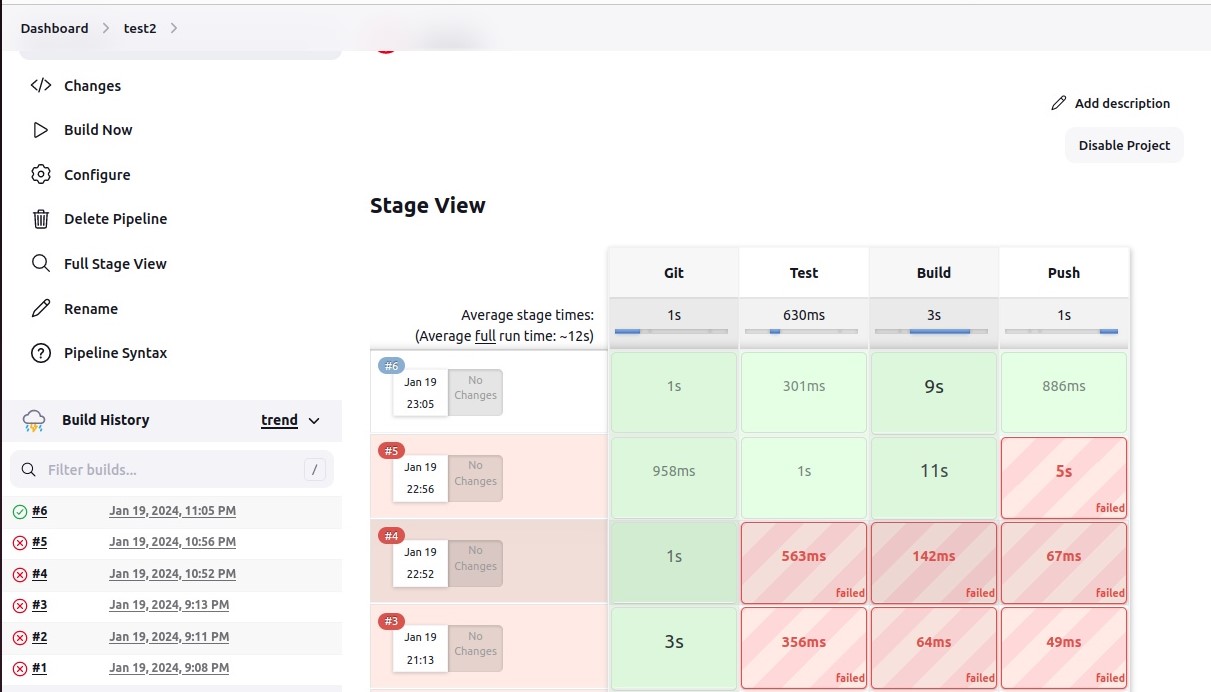 Dashboard > test2 >
Changes
Build Now
Configure
Delete Pipeline
Full Stage View
Rename
Pipeline Syntax
Build History trend
Filter builds... /
#6 Jan 19, 2024, 11:05 PM
#5 Jan 19, 2024, 10:56 PM
#4 Jan 19, 2024, 10:52 PM
#3 Jan 19, 2024, 9:13 PM
#2 Jan 19, 2024, 9:11 PM
#1 Jan 19, 2024, 9:08 PM
Add description
Disable Project
Stage View
Git Test Build Push
Average stage times: 1s 630ms 3s 1s
(Average full run time: ~12s)
#6
Jan 19 No
23:05 Changes
1s 301ms 9s 886ms
#5
Jan 19 No
22:56 Changes
958ms 1s 11s 5s
failed
#4
Jan 19 No
22:52 Changes
1s 563ms 142ms 67ms
failed failed failed
#3
Jan 19 No
21:13 Changes
3s 356ms 64ms 49ms
failed failed failed